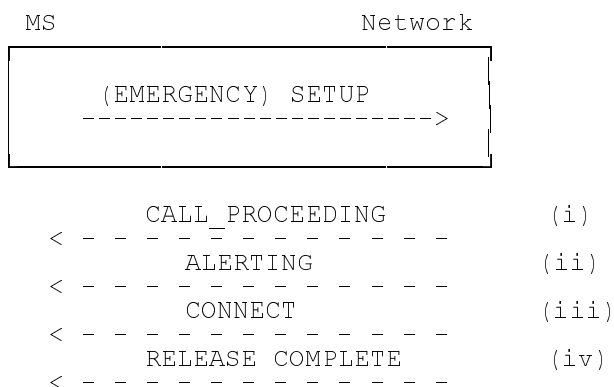 MS Network
(EMERGENCY) SETUP
---------------------->
CALL_PROCEEDING (i)
< - - - - - - - - - - - - -
ALERTING (ii)
< - - - - - - - - - - - - -
CONNECT (iii)
< - - - - - - - - - - - - -
RELEASE COMPLETE (iv)
< - - - - - - - - - - - - -